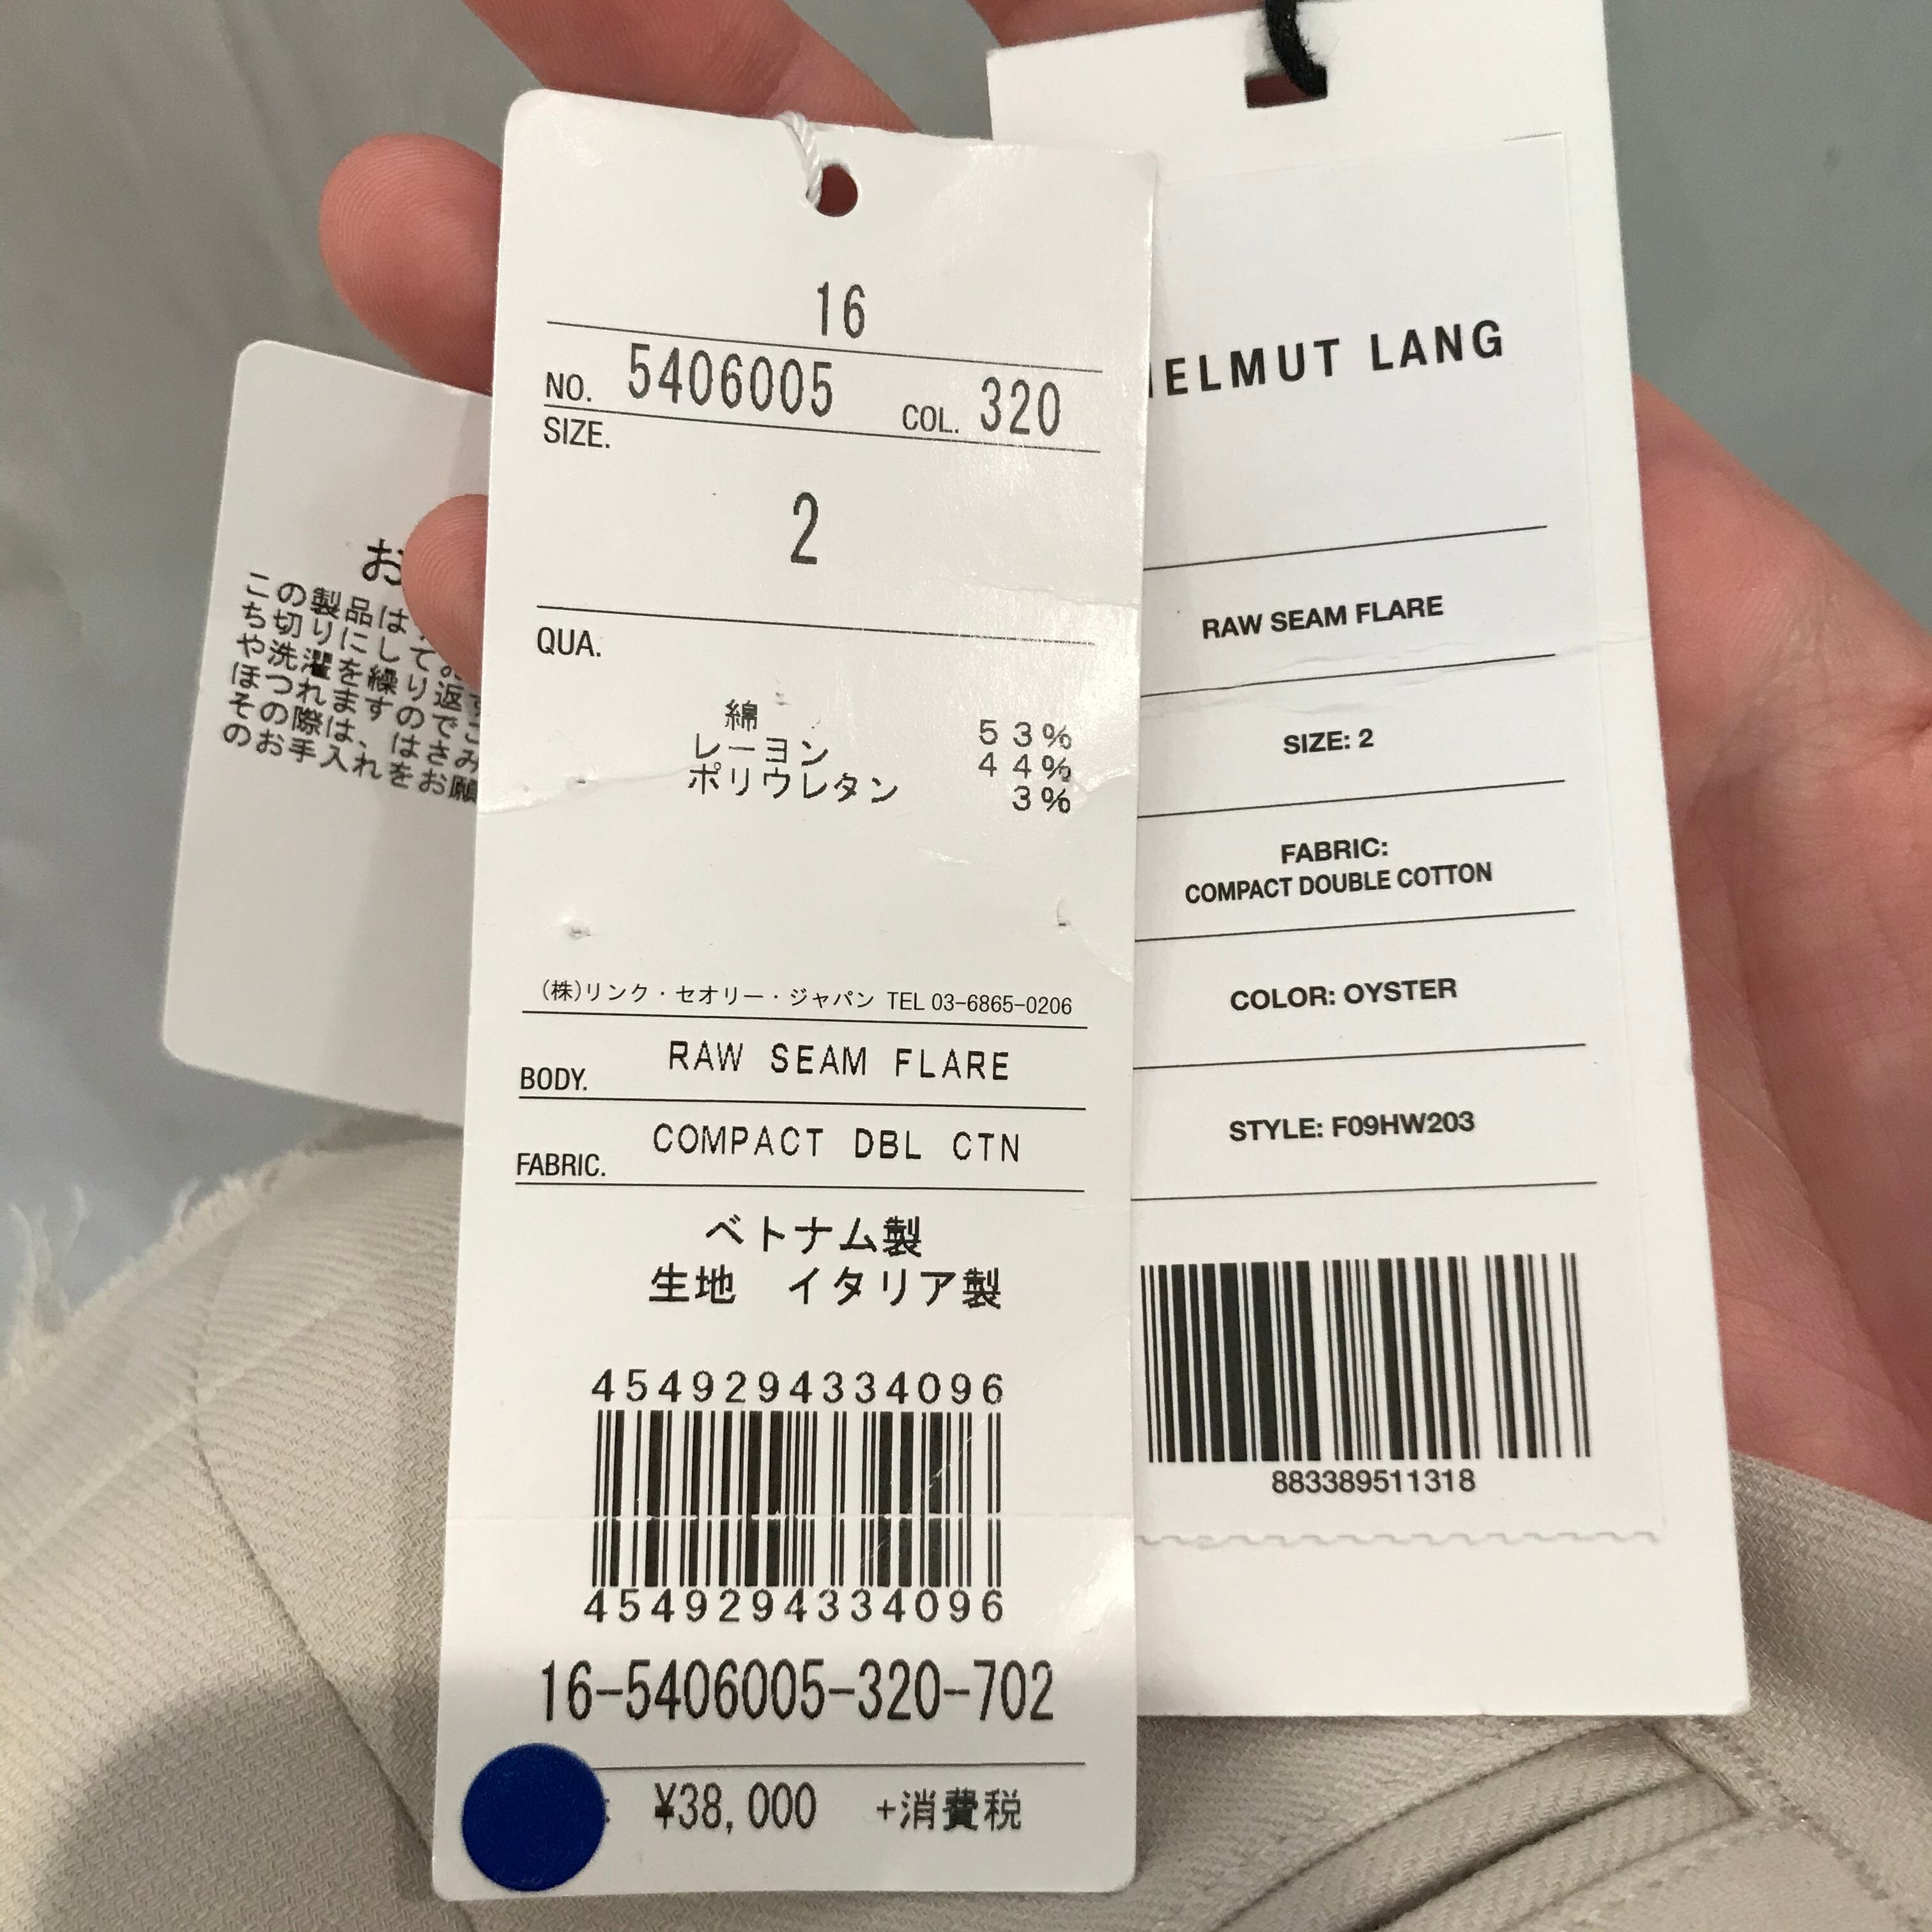 16
NO. 5406005 COL. 320
SIZE.
2
QUA.
綿 53%
レーヨン 44%
ポリウレタン 3%
(株)リンク・セオリー・ジャパン TEL 03-6865-0206
BODY. RAW SEAM FLARE
FABRIC. COMPACT DBL CTN
ベトナム製
生地 イタリア製
4549294334096
4549294334096
16-5406005-320-702
¥38,000 +消費税
HELMUT LANG
RAW SEAM FLARE
SIZE: 2
FABRIC:
COMPACT DOUBLE COTTON
COLOR: OYSTER
STYLE: F09HW203
883389511318
お
この製品は
ち切りにして
や洗濯を繰り返す
ほつれますのでご
その際は、はさみ
のお手入れをお願